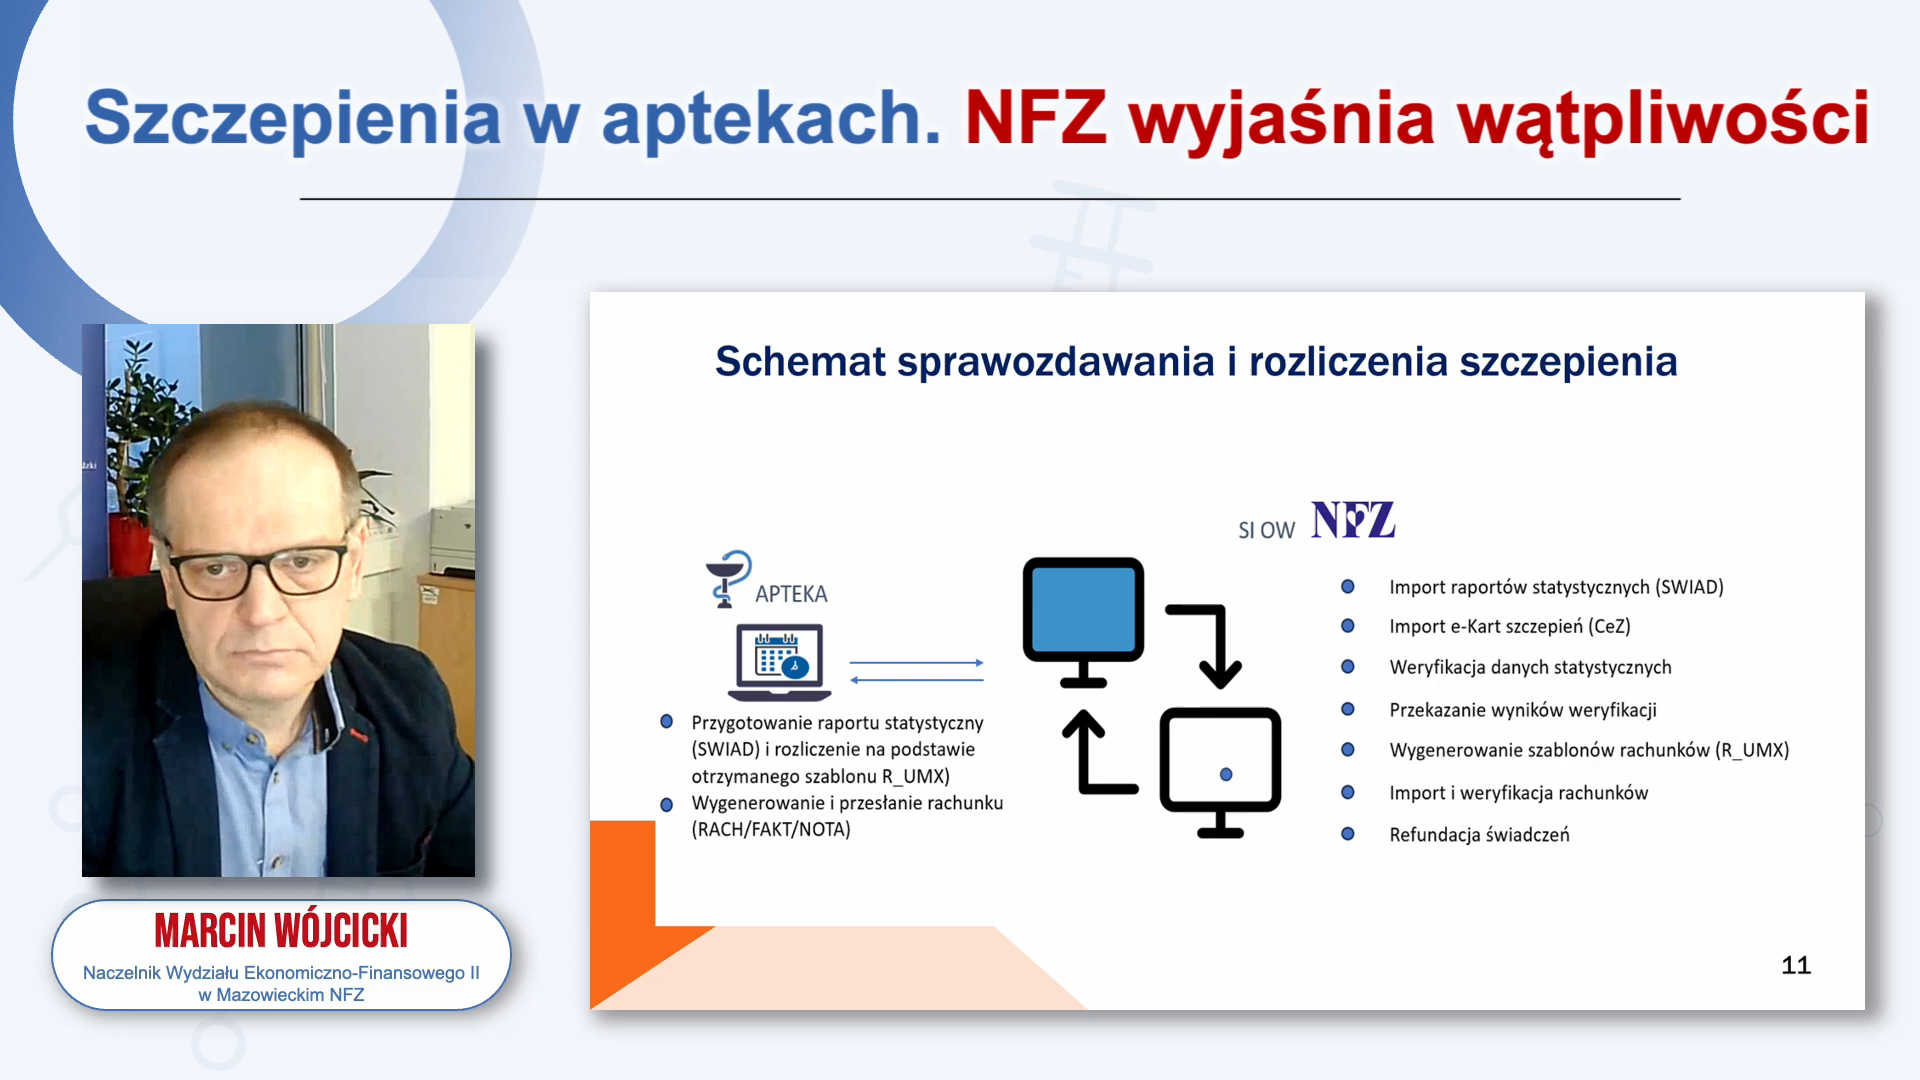 Szczepienia w aptekach. NFZ wyjaśnia wątpliwości
Schemat sprawozdawania i rozliczenia szczepienia
SI OW NFZ
APTEKA
Przygotowanie raportu statystyczny
(SWIAD) i rozliczenie na podstawie
otrzymanego szablonu R_UMX)
Wygenerowanie i przesłanie rachunku
(RACH/FAKT/NOTA)
Import raportów statystycznych (SWIAD)
Import e-Kart szczepień (CeZ)
Weryfikacja danych statystycznych
Przekazanie wyników weryfikacji
Wygenerowanie szablonów rachunków (R_UMX)
Import i weryfikacja rachunków
Refundacja świadczeń
11
MARCIN WÓJCICKI
Naczelnik Wydziału Ekonomiczno-Finansowego II
w Mazowieckim NFZ